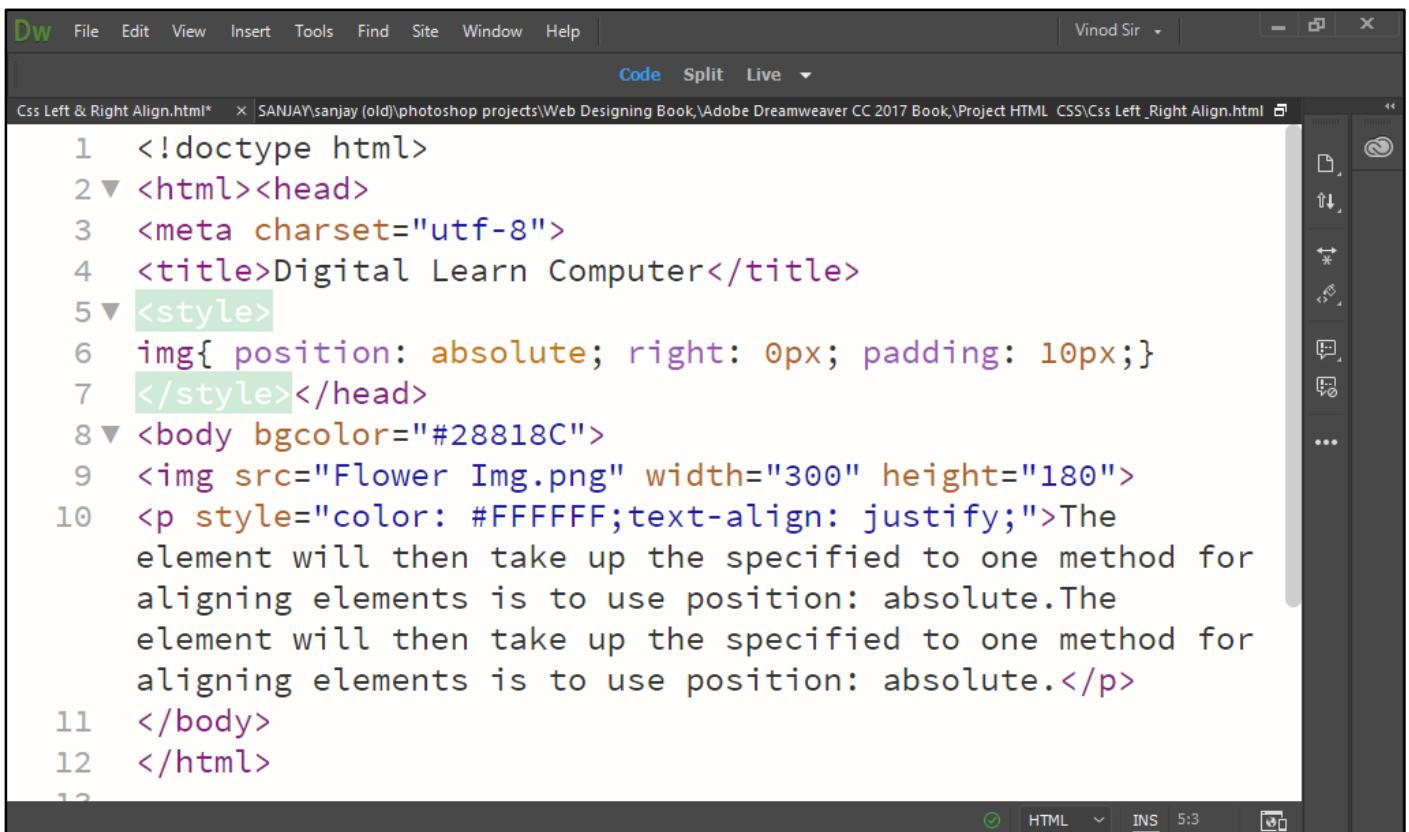 Dw File Edit View Insert Tools Find Site Window Help Vinod Sir
Code Split Live
Css Left & Right Align.html* × SANJAY\sanjay (old)\photoshop projects\Web Designing Book,\Adobe Dreamweaver CC 2017 Book,\Project HTML CSS\Css Left _Right Align.html
1 <!doctype html>
2 <html><head>
3 <meta charset="utf-8">
4 <title>Digital Learn Computer</title>
5 <style>
6 img{ position: absolute; right: 0px; padding: 10px;}
7 </style></head>
8 <body bgcolor="#28818C">
9 <img src="Flower Img.png" width="300" height="180">
10 <p style="color: #FFFFFF;text-align: justify;">The
element will then take up the specified to one method for
aligning elements is to use position: absolute.The
element will then take up the specified to one method for
aligning elements is to use position: absolute.</p>
11 </body>
12 </html>
13
HTML INS 5:3